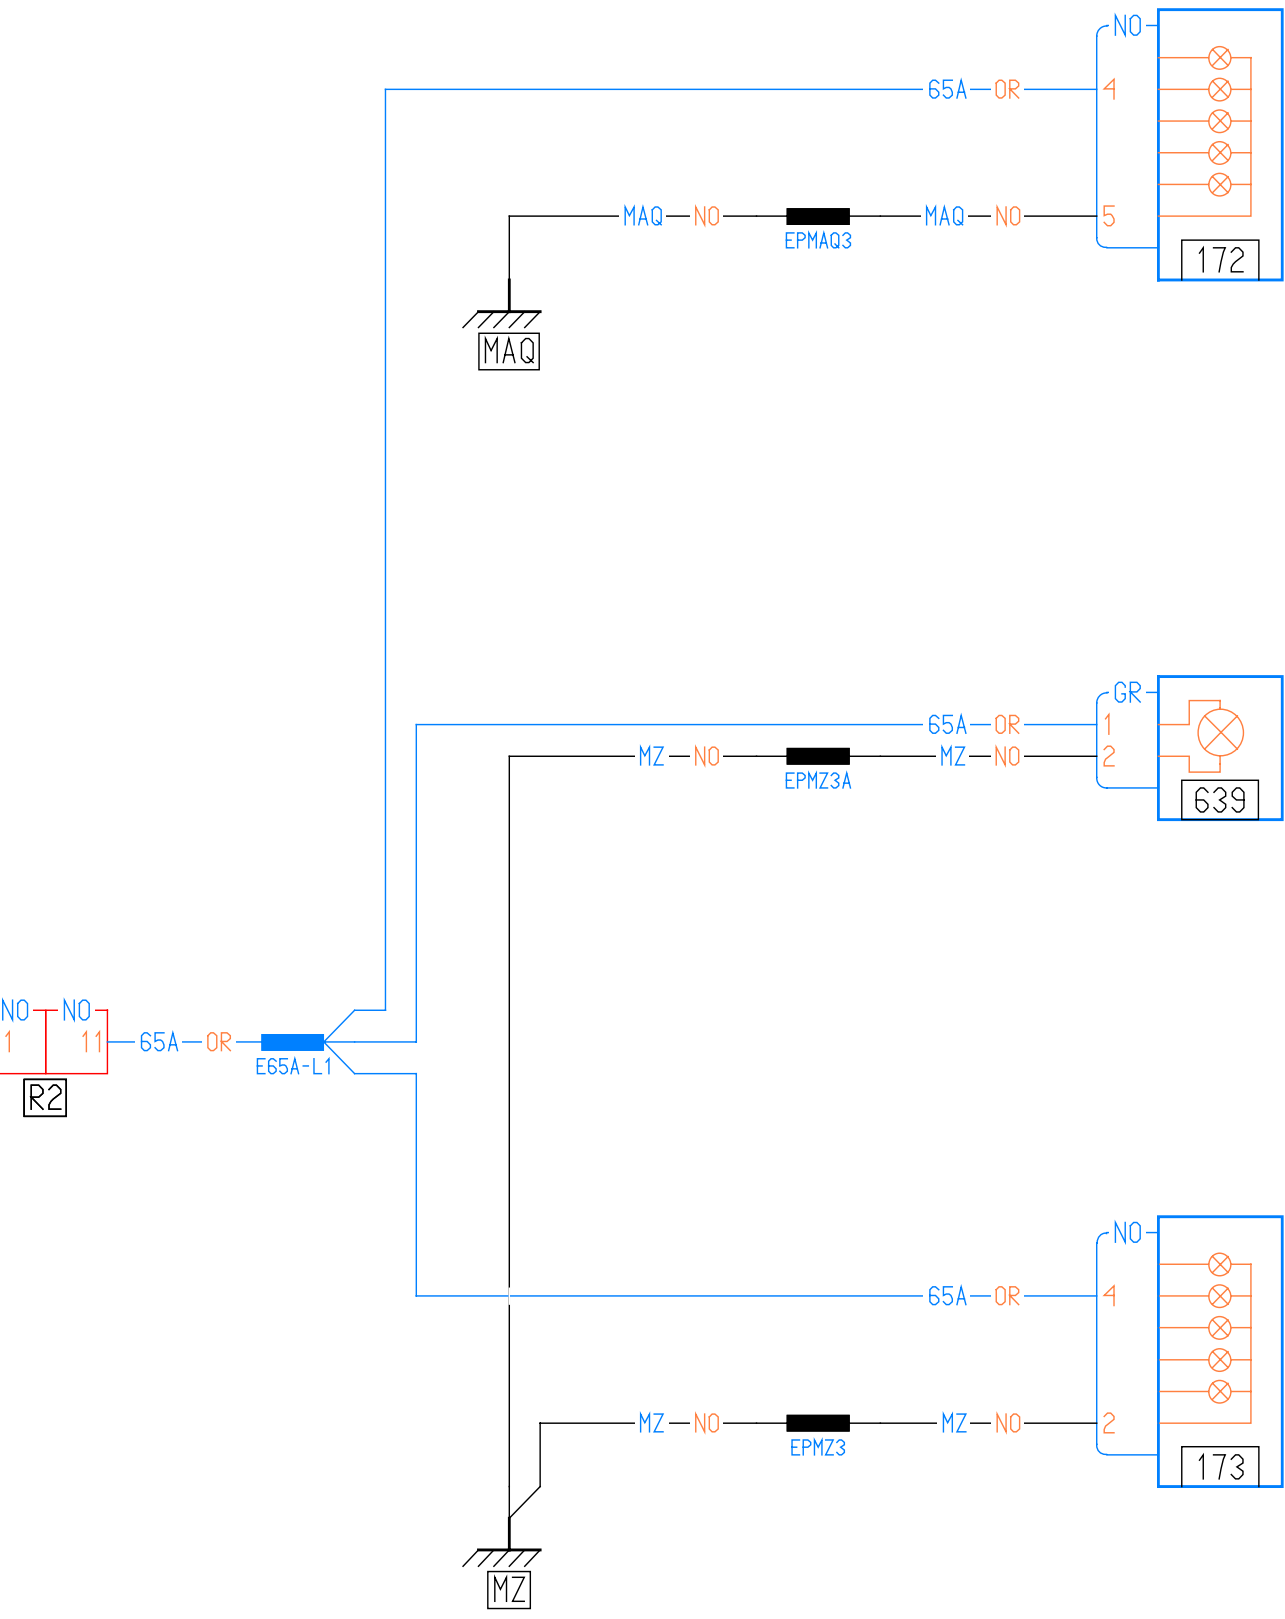 NO
65A OR 4
MAQ NO MAQ NO 5
EPMAQ3
172
MAQ
GR
65A OR 1
MZ NO MZ NO 2
EPMZ3A
639
NO NO
1 11 65A OR
E65A-L1
R2
NO
65A OR 4
MZ NO MZ NO 2
EPMZ3
173
MZ